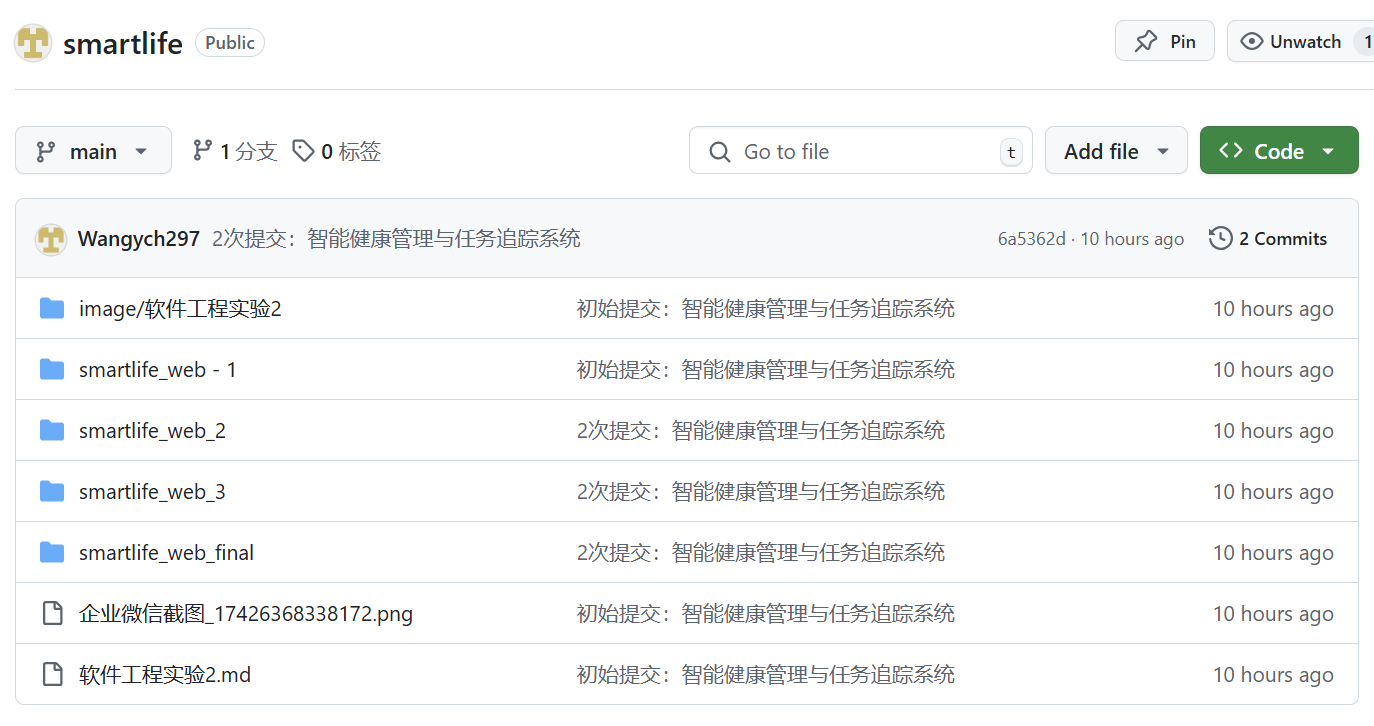 smartlife Public Pin Unwatch 1
main 1 分支 0 标签 Go to file t Add file Code
Wangych297 2次提交：智能健康管理与任务追踪系统 6a5362d · 10 hours ago 2 Commits
image/软件工程实验2 初始提交：智能健康管理与任务追踪系统 10 hours ago
smartlife_web - 1 初始提交：智能健康管理与任务追踪系统 10 hours ago
smartlife_web_2 2次提交：智能健康管理与任务追踪系统 10 hours ago
smartlife_web_3 2次提交：智能健康管理与任务追踪系统 10 hours ago
smartlife_web_final 2次提交：智能健康管理与任务追踪系统 10 hours ago
企业微信截图_17426368338172.png 初始提交：智能健康管理与任务追踪系统 10 hours ago
软件工程实验2.md 初始提交：智能健康管理与任务追踪系统 10 hours ago